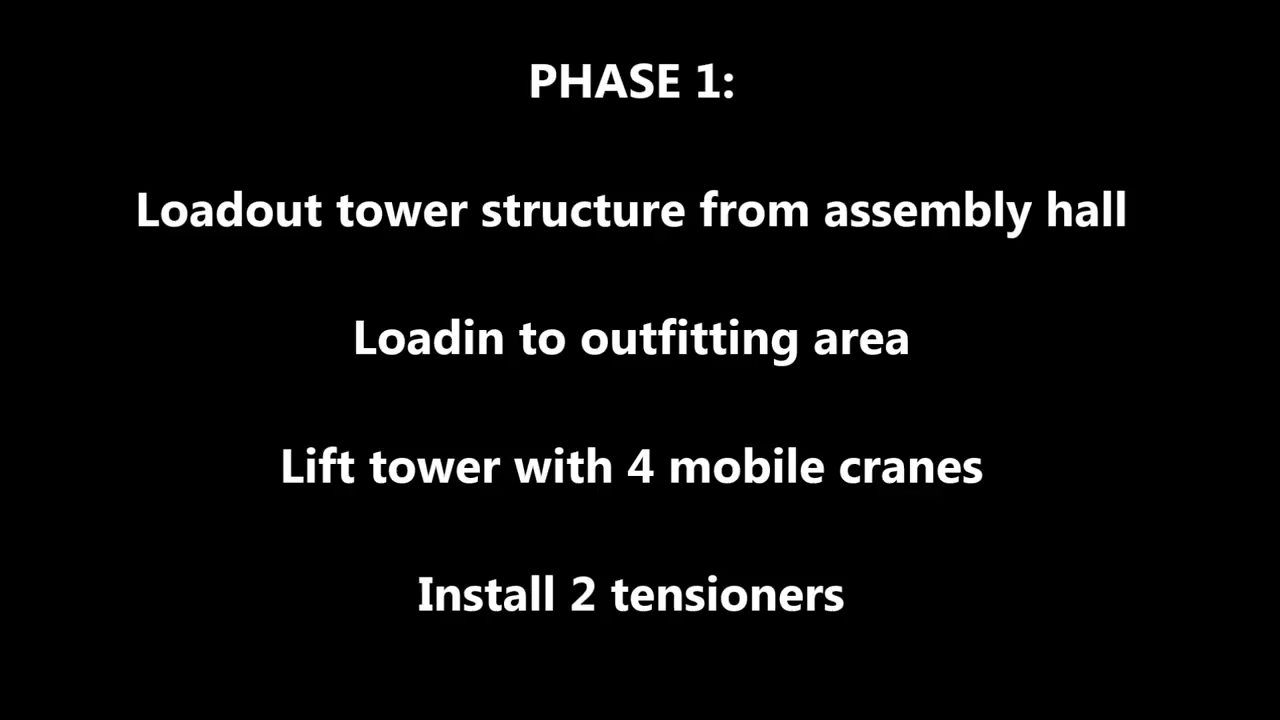 PHASE 1:
Loadout tower structure from assembly hall
Loadin to outfitting area
Lift tower with 4 mobile cranes
Install 2 tensioners